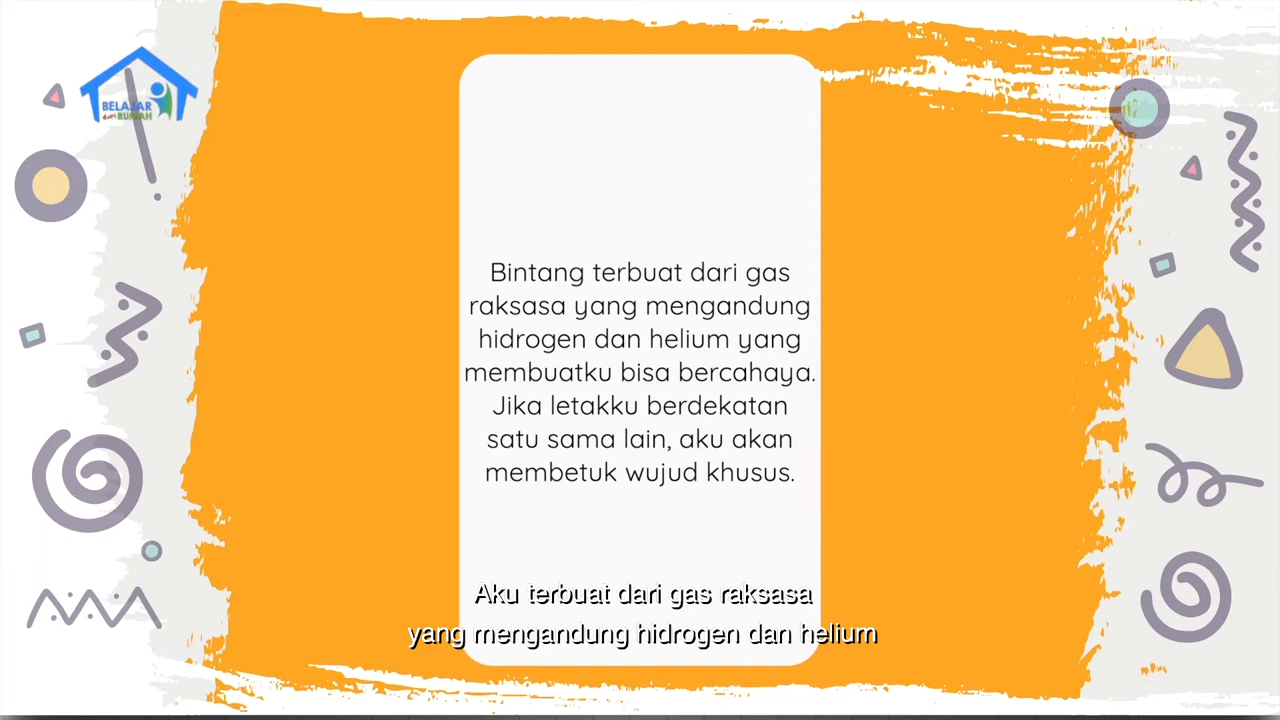 BELAJAR
dari RUMAH
Bintang terbuat dari gas
raksasa yang mengandung
hidrogen dan helium yang
membuatku bisa bercahaya.
Jika letakku berdekatan
satu sama lain, aku akan
membetuk wujud khusus.
Aku terbuat dari gas raksasa
yang mengandung hidrogen dan helium